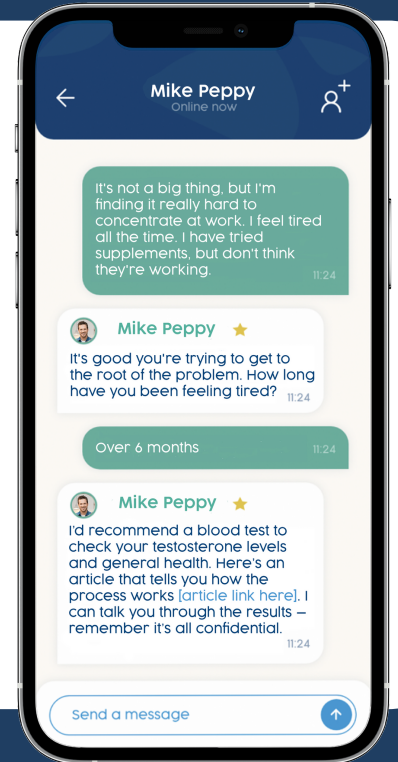 Mike Peppy
Online now
It's not a big thing, but I'm
finding it really hard to
concentrate at work. I feel tired
all the time. I have tried
supplements, but don't think
they're working.
11:24
Mike Peppy
It's good you're trying to get to
the root of the problem. How long
have you been feeling tired?
11:24
Over 6 months
11:24
Mike Peppy
I'd recommend a blood test to
check your testosterone levels
and general health. Here's an
article that tells you how the
process works [article link here]. I
can talk you through the results –
remember it's all confidential.
11:24
Send a message